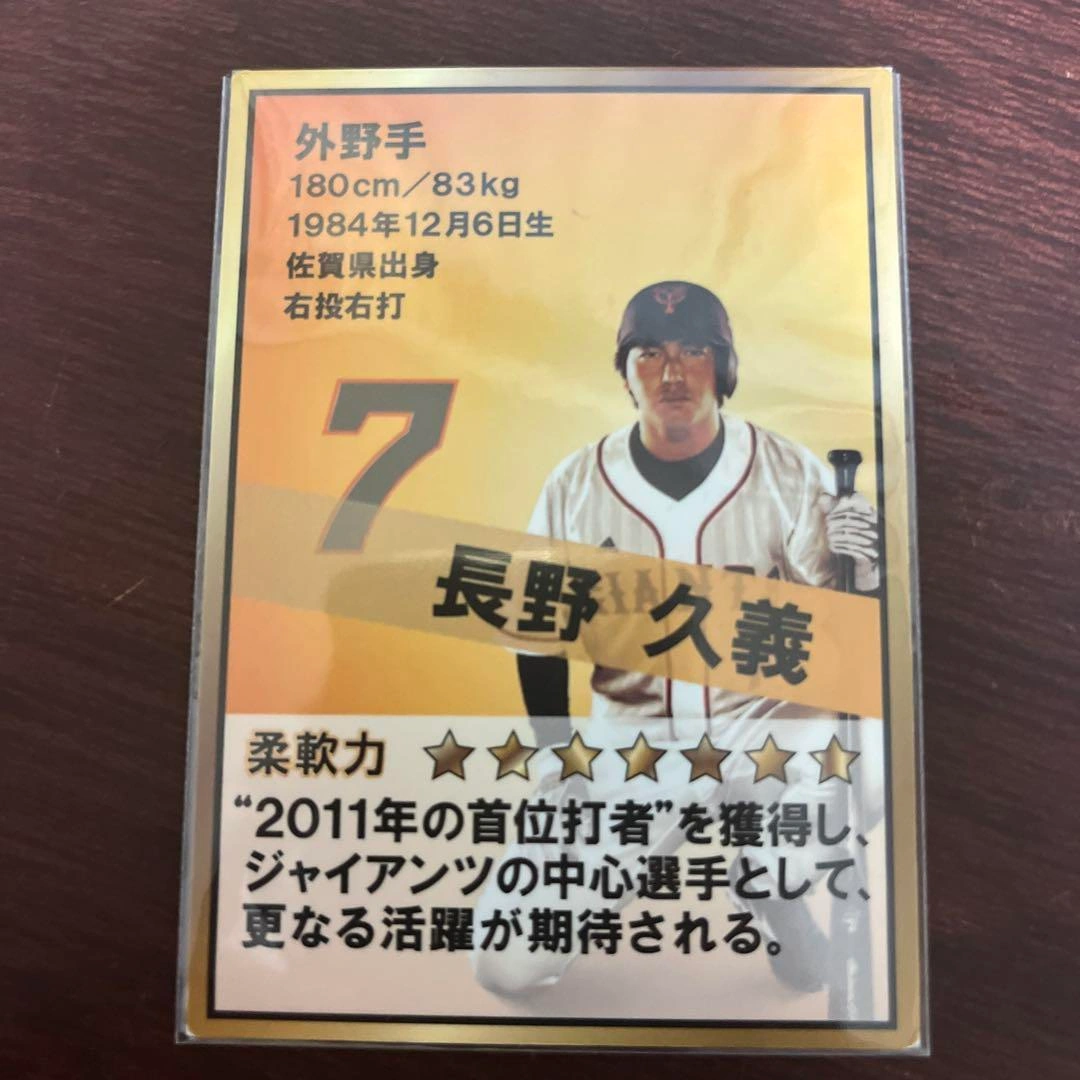 外野手
180cm／83kg
1984年12月6日生
佐賀県出身
右投右打
7
長野 久義
柔軟力 ★★★★★★★
“2011年の首位打者”を獲得し、
ジャイアンツの中心選手として、
更なる活躍が期待される。